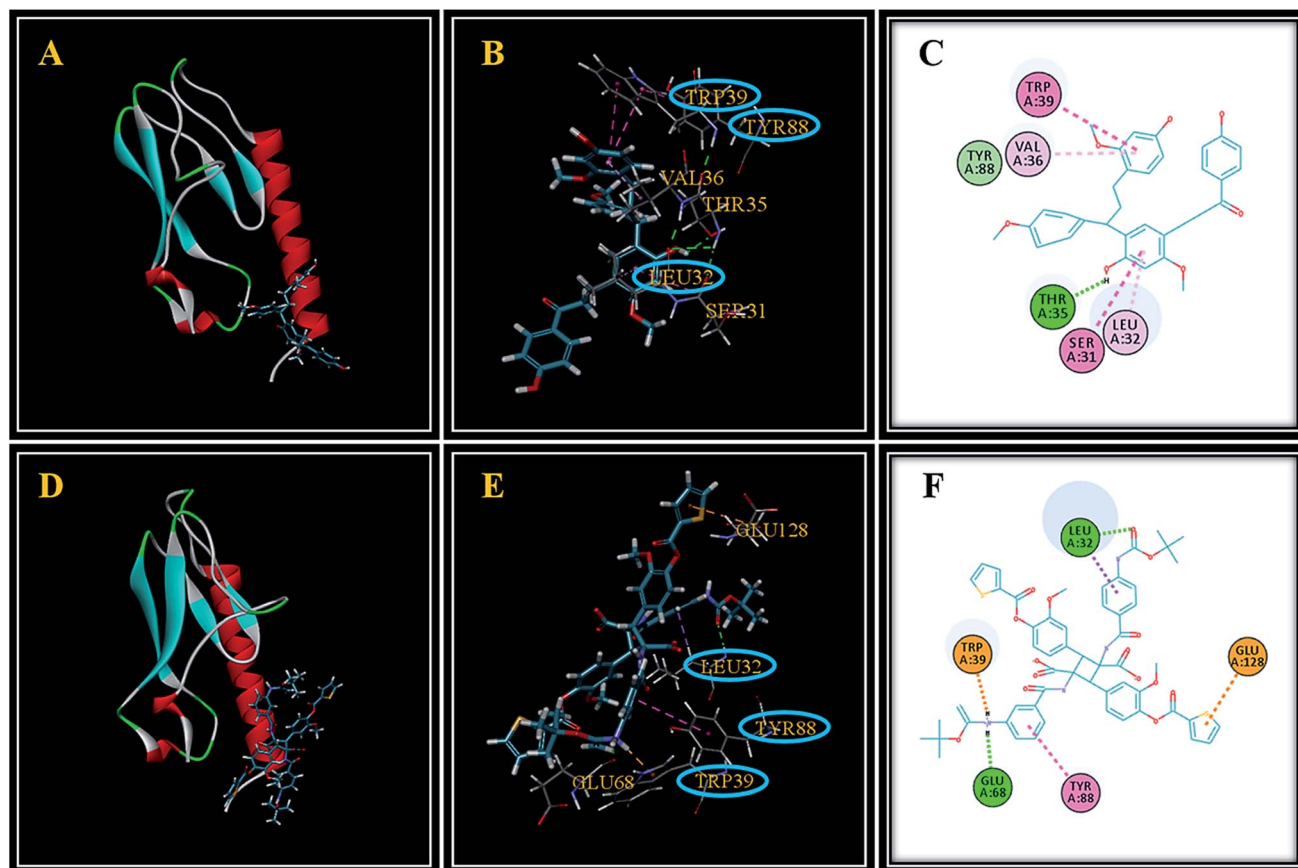 A
B
TRP39
TYR88
VAL36
THR35
LEU32
SER31
C
TRP
A:39
VAL
A:36
TYR
A:88
THR
A:35
SER
A:31
LEU
A:32
H
D
E
GLU128
LEU32
TYR88
GLU68
TRP39
F
LEU
A:32
TRP
A:39
GLU
A:128
H
H
GLU
A:68
TYR
A:88